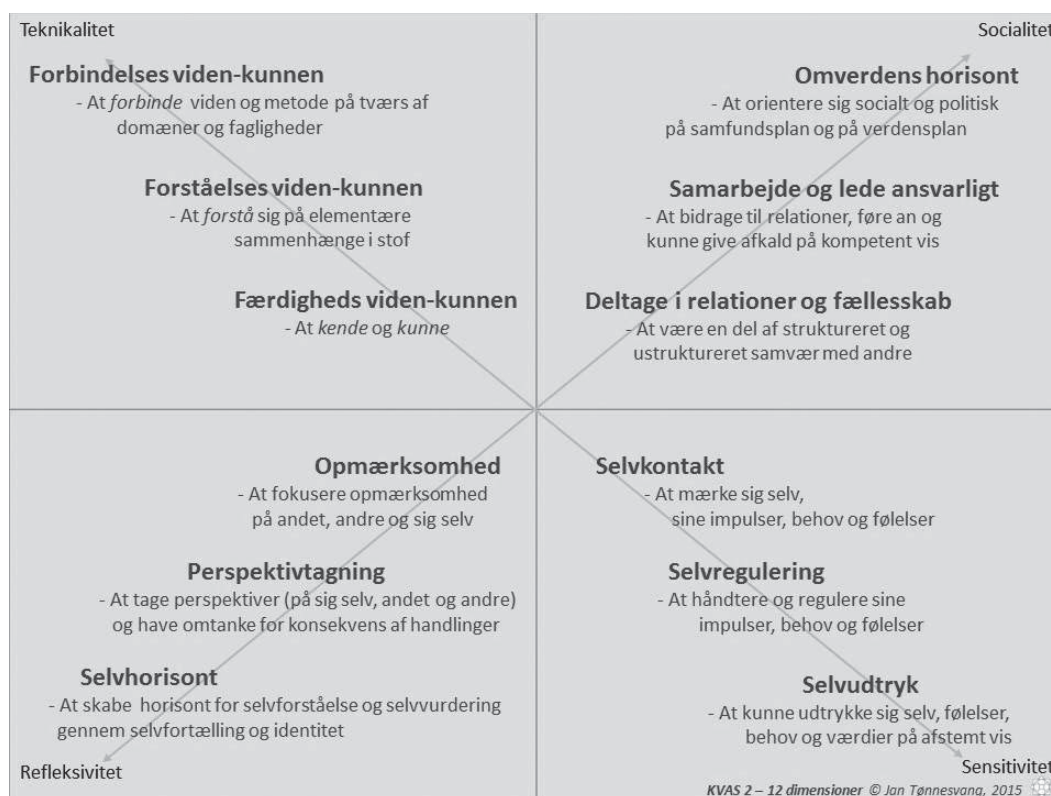 Teknikalitet
Forbindelses viden-kunnen
- At forbinde viden og metode på tværs af
domæner og fagligheder
Forståelses viden-kunnen
- At forstå sig på elementære
sammenhænge i stof
Færdigheds viden-kunnen
- At kende og kunne
Socialitet
Omverdens horisont
- At orientere sig socialt og politisk
på samfundsplan og på verdensplan
Samarbejde og lede ansvarligt
- At bidrage til relationer, føre an og
kunne give afkald på kompetent vis
Deltage i relationer og fællesskab
- At være en del af struktureret og
ustruktureret samvær med andre
Opmærksomhed
- At fokusere opmærksomhed
på andet, andre og sig selv
Perspektivtagning
- At tage perspektiver (på sig selv, andet og andre)
og have omtanke for konsekvens af handlinger
Selvhorisont
- At skabe horisont for selvforståelse og selvvurdering
gennem selvfortælling og identitet
Refleksivitet
Selvkontakt
- At mærke sig selv,
sine impulser, behov og følelser
Selvregulering
- At håndtere og regulere sine
impulser, behov og følelser
Selvudtryk
- At kunne udtrykke sig selv, følelser,
behov og værdier på afstemt vis
Sensitivitet
KVAS 2 – 12 dimensioner © Jan Tønnesvang, 2015